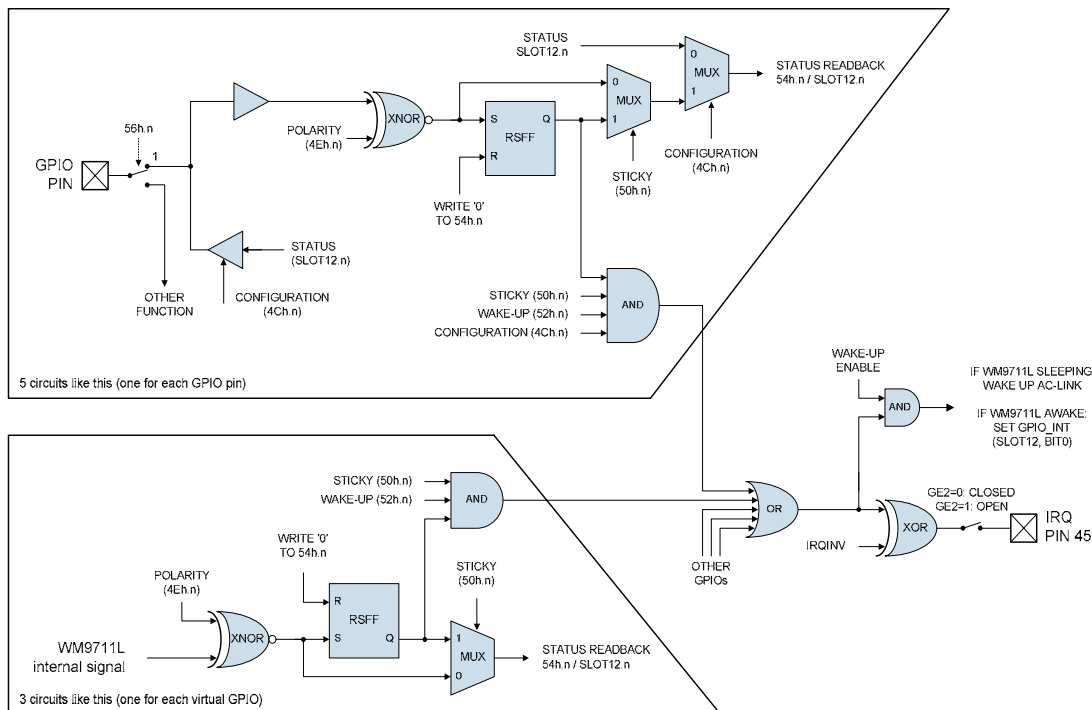 STATUS
SLOT12.n
0
MUX
1
STATUS READBACK
54h.n / SLOT12.n
0
MUX
1
XNOR
POLARITY
(4Eh.n)
S
Q
RSFF
R
56h.n
1
GPIO
PIN
CONFIGURATION
(4Ch.n)
STICKY
(50h.n)
WRITE '0'
TO 54h.n
STATUS
(SLOT12.n)
OTHER
FUNCTION
CONFIGURATION
(4Ch.n)
STICKY (50h.n)
WAKE-UP (52h.n)
CONFIGURATION (4Ch.n)
AND
5 circuits like this (one for each GPIO pin)
WAKE-UP
ENABLE
AND
IF WM9711L SLEEPING
WAKE UP AC-LINK
IF WM9711L AWAKE:
SET GPIO_INT
(SLOT12, BIT0)
STICKY (50h.n)
WAKE-UP (52h.n)
AND
OR
GE2=0: CLOSED
GE2=1: OPEN
XOR
IRQ
PIN 45
IRQINV
OTHER
GPIOs
WRITE '0'
TO 54h.n
STICKY
(50h.n)
POLARITY
(4Eh.n)
R
RSFF
S
Q
XNOR
1
MUX
0
STATUS READBACK
54h.n / SLOT12.n
WM9711L
internal signal
3 circuits like this (one for each virtual GPIO)